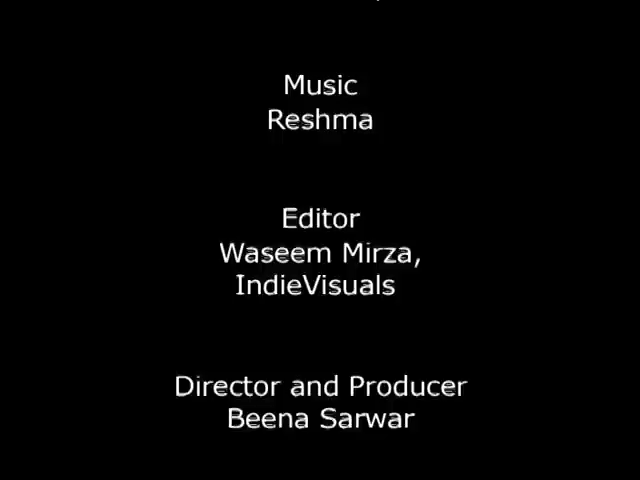 Music
Reshma
Editor
Waseem Mirza,
IndieVisuals
Director and Producer
Beena Sarwar